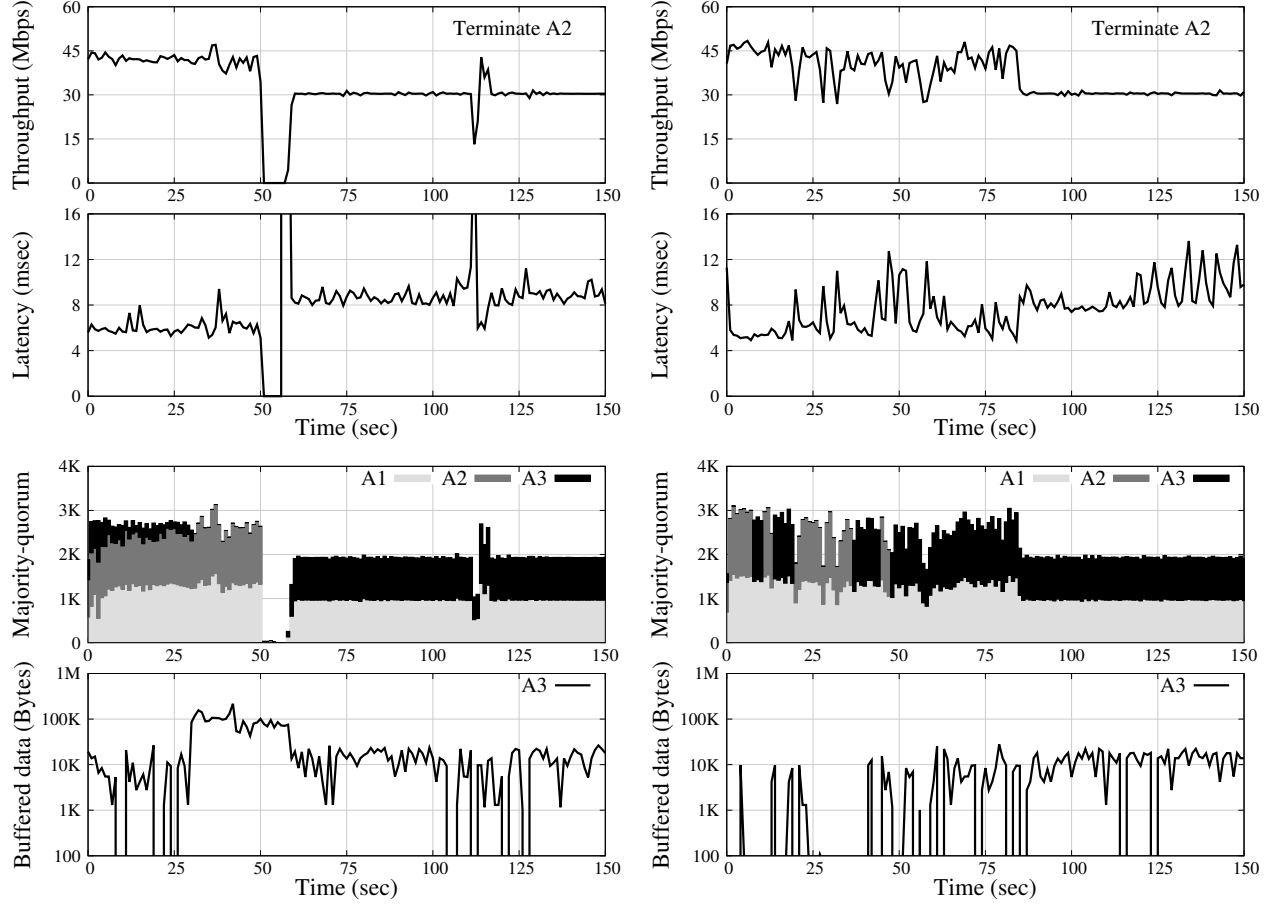 Throughput (Mbps)
60
45
30
15
0
Terminate A2
0 25 50 75 100 125 150
Latency (msec)
16
12
8
4
0
0 25 50 75 100 125 150
Time (sec)
Majority-quorum
4K
3K
2K
1K
0
A1 A2 A3
0 25 50 75 100 125 150
Buffered data (Bytes)
1M
100K
10K
1K
100
A3
0 25 50 75 100 125 150
Time (sec)
Throughput (Mbps)
60
45
30
15
0
Terminate A2
0 25 50 75 100 125 150
Latency (msec)
16
12
8
4
0
0 25 50 75 100 125 150
Time (sec)
Majority-quorum
4K
3K
2K
1K
0
A1 A2 A3
0 25 50 75 100 125 150
Buffered data (Bytes)
1M
100K
10K
1K
100
A3
0 25 50 75 100 125 150
Time (sec)